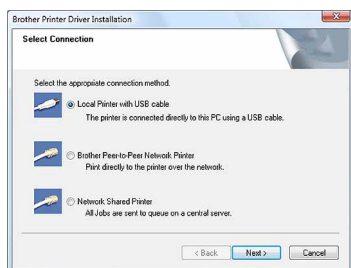 Brother Printer Driver Installation
Select Connection
Select the appropriate connection method.
Local Printer with USB cable
The printer is connected directly to this PC using a USB cable.
Brother Peer-to-Peer Network Printer
Print directly to the printer over the network.
Network Shared Printer
All Jobs are sent to queue on a central server.
< Back Next > Cancel